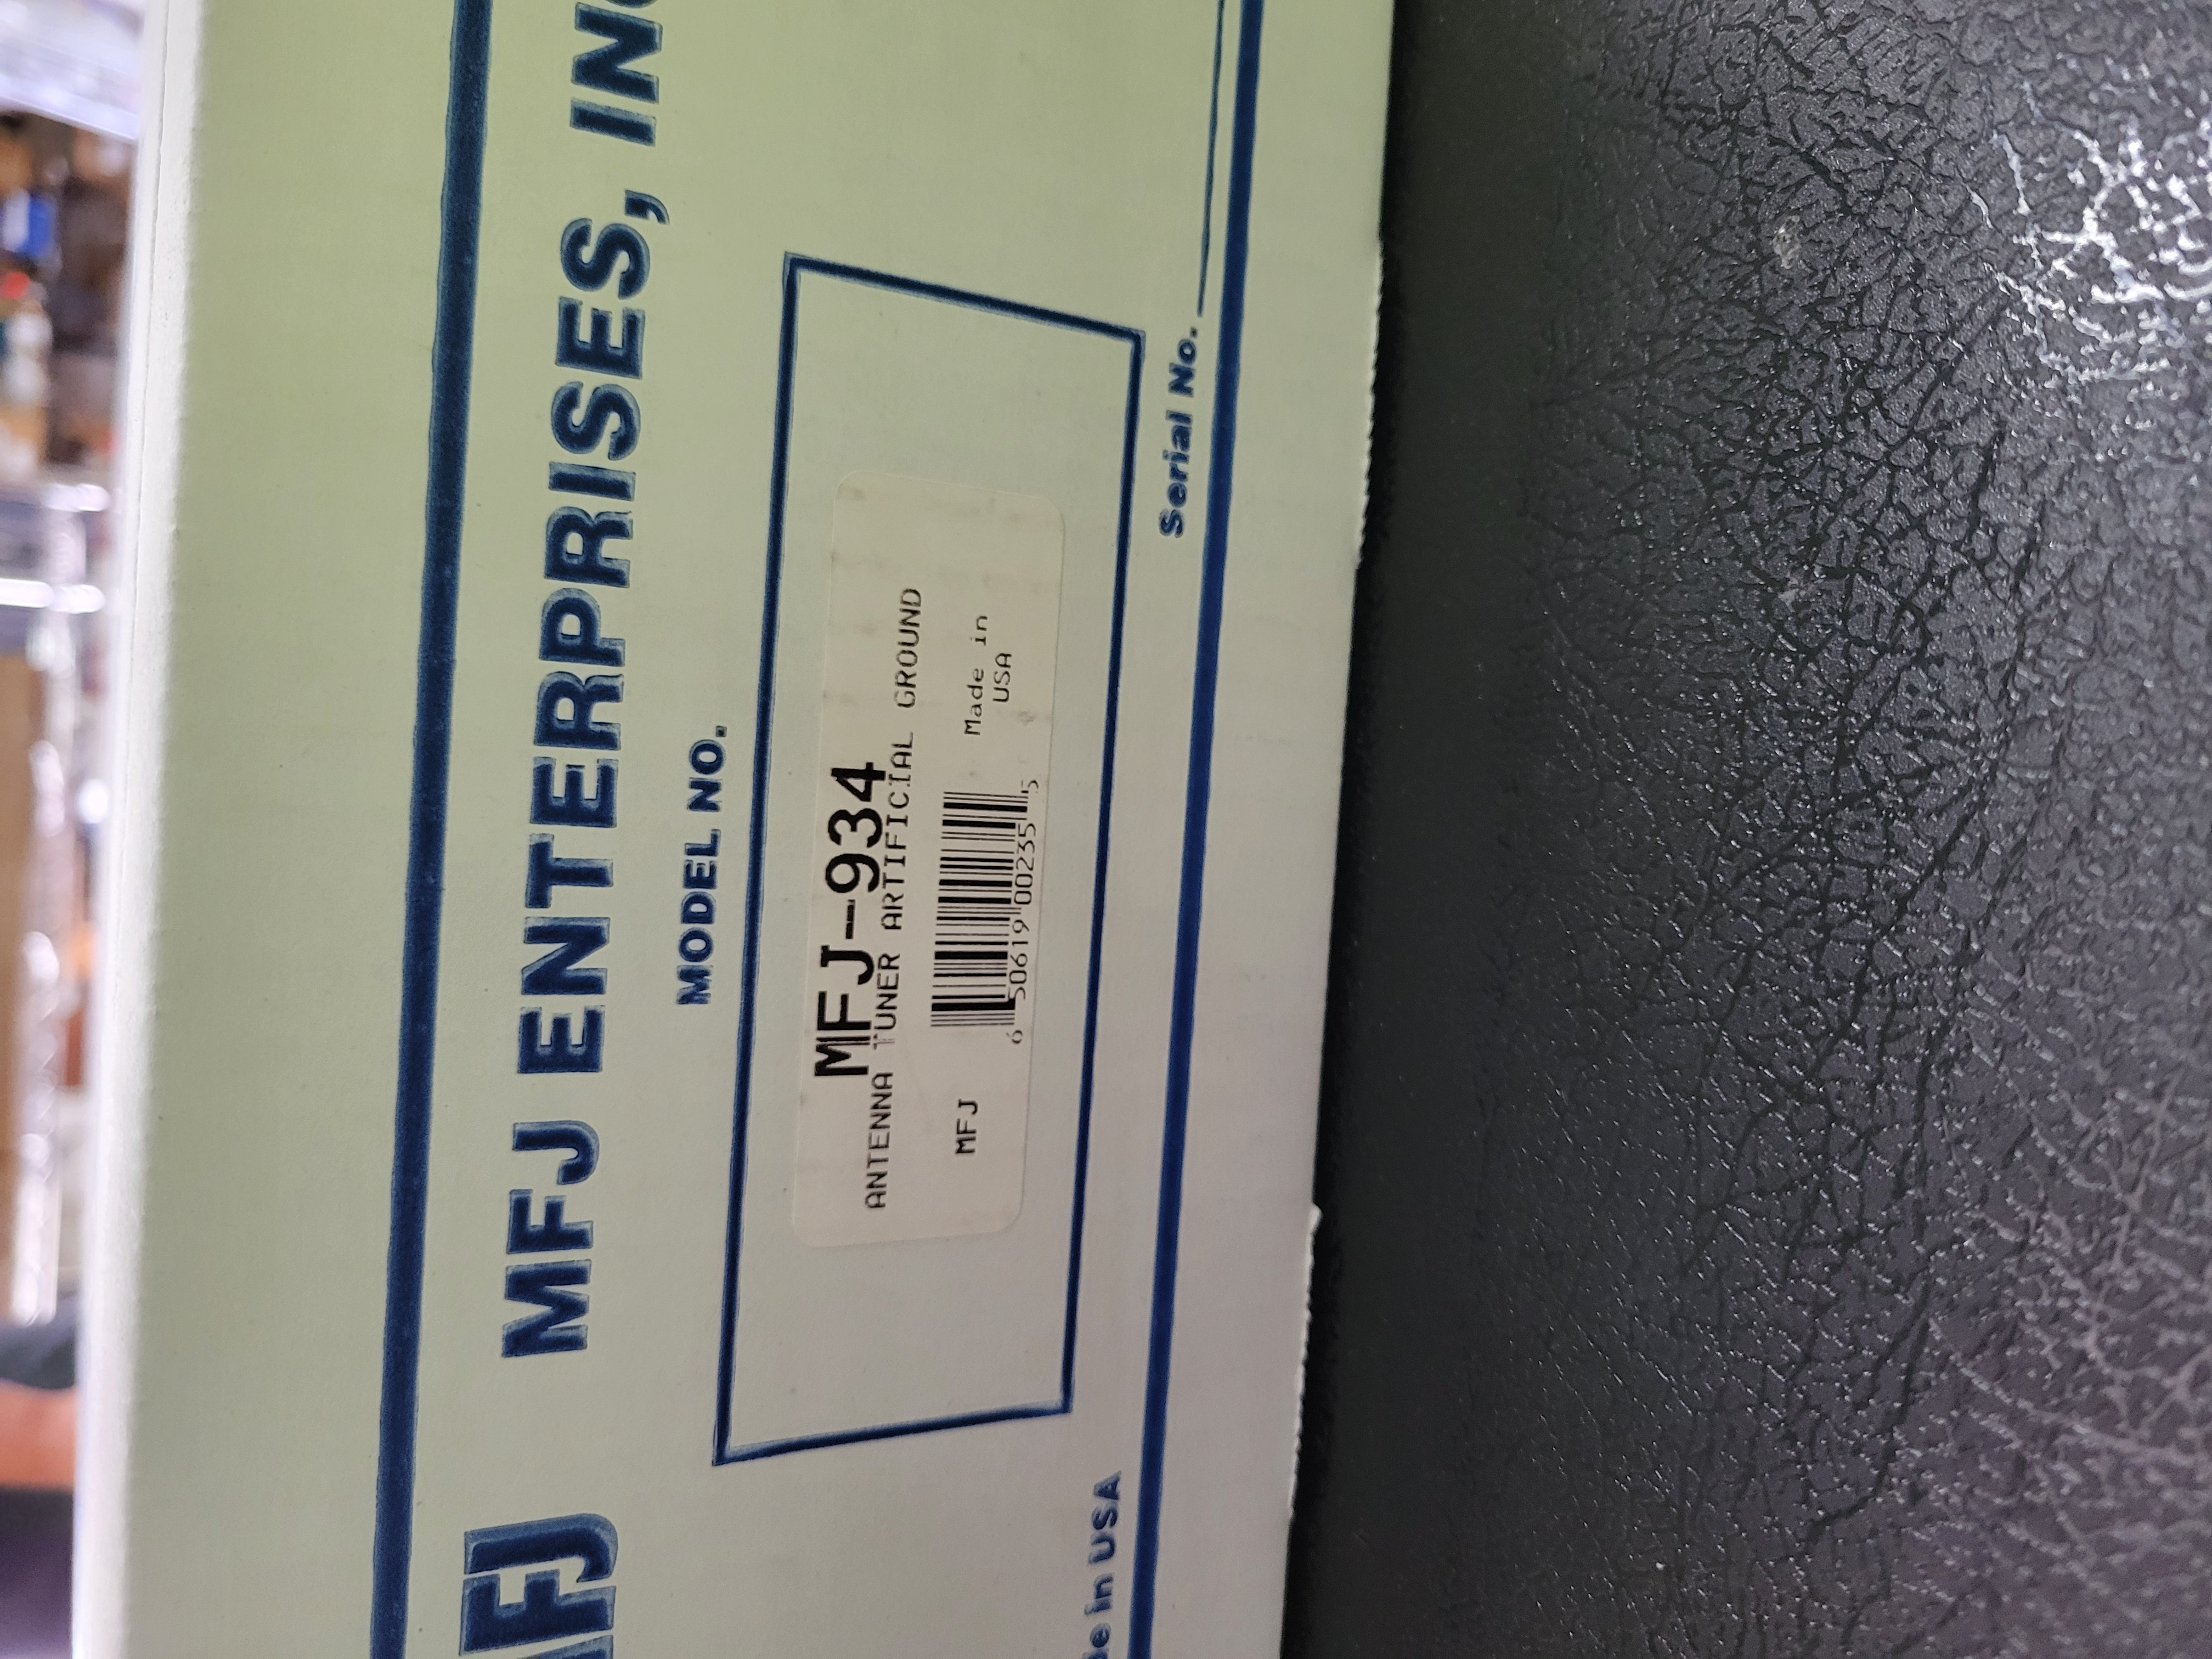 MFJ
MFJ ENTERPRISES, INC
MODEL NO.
MFJ-934
ANTENNA TUNER ARTIFICIAL GROUND
MFJ
6 50619 00235 5
Made in
USA
in USA
Serial No.